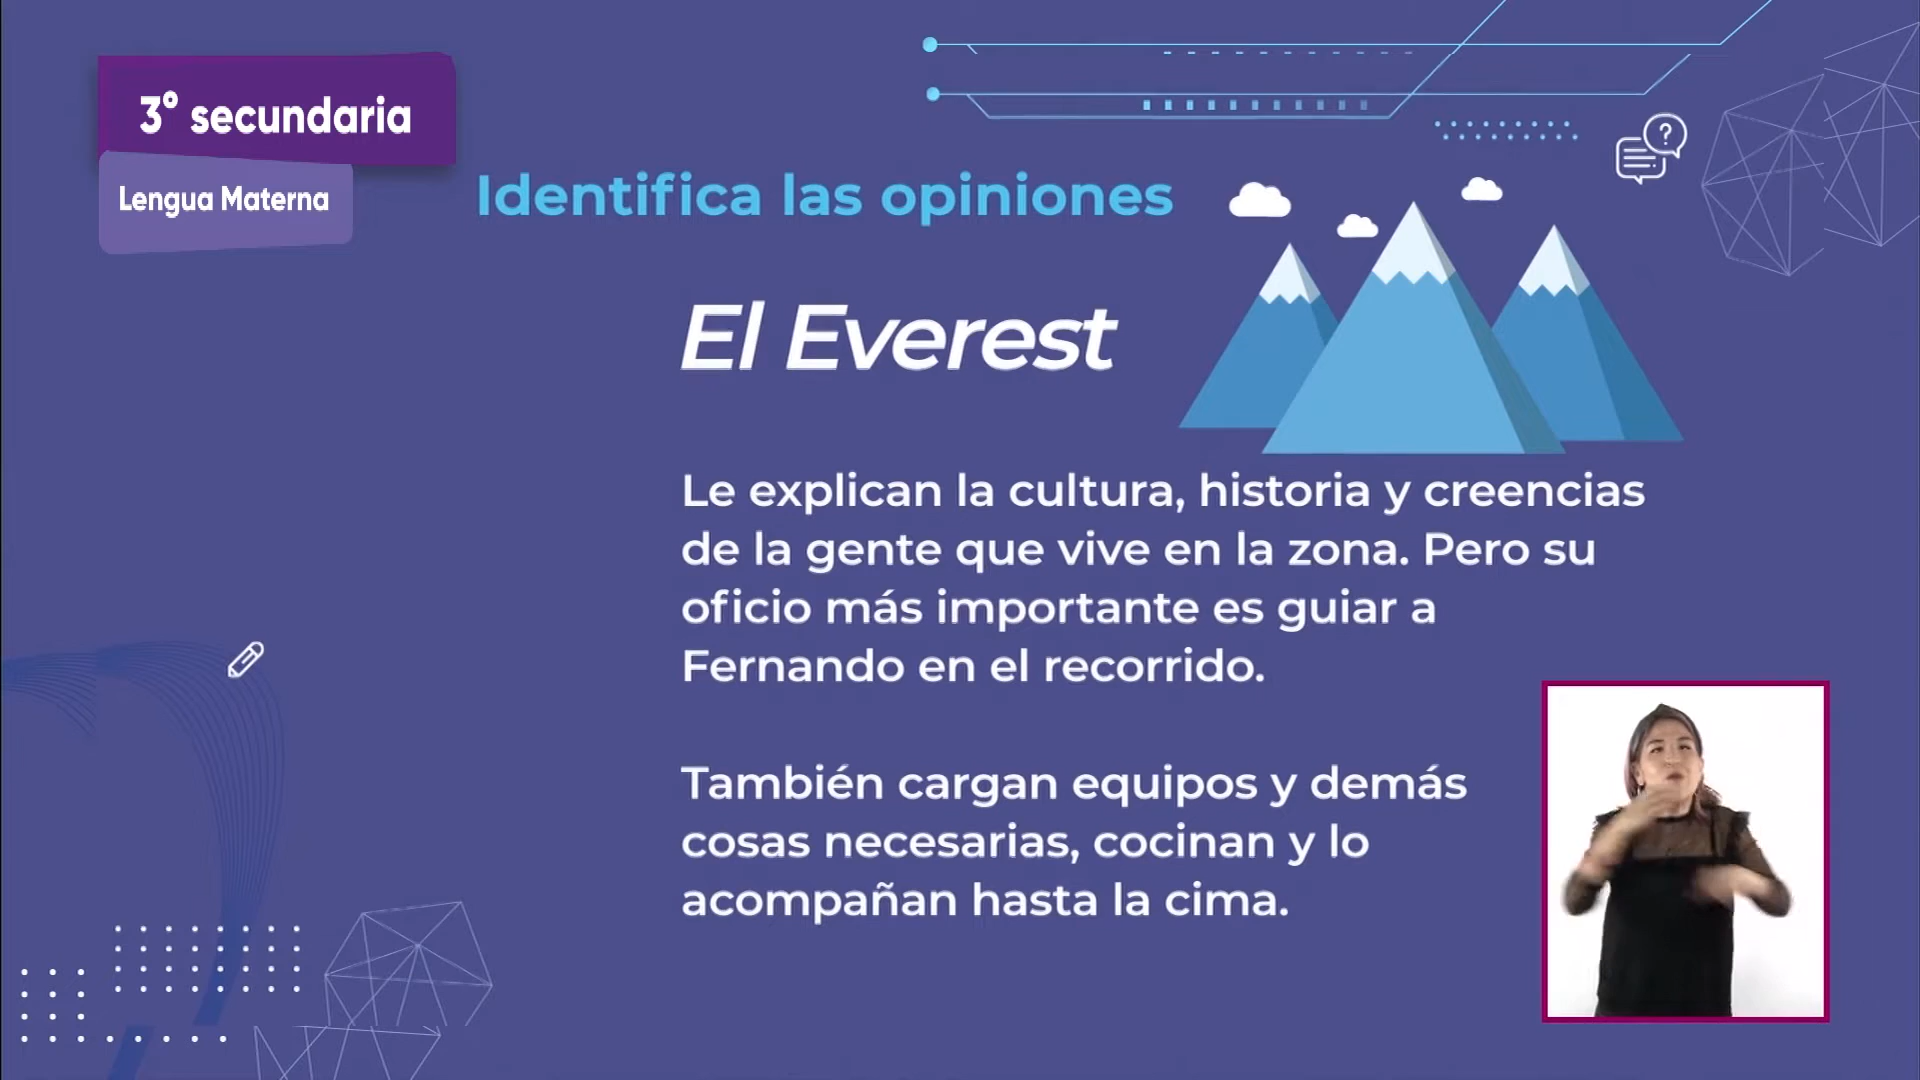 3° secundaria
Lengua Materna
Identifica las opiniones
El Everest
Le explican la cultura, historia y creencias
de la gente que vive en la zona. Pero su
oficio más importante es guiar a
Fernando en el recorrido.
También cargan equipos y demás
cosas necesarias, cocinan y lo
acompañan hasta la cima.